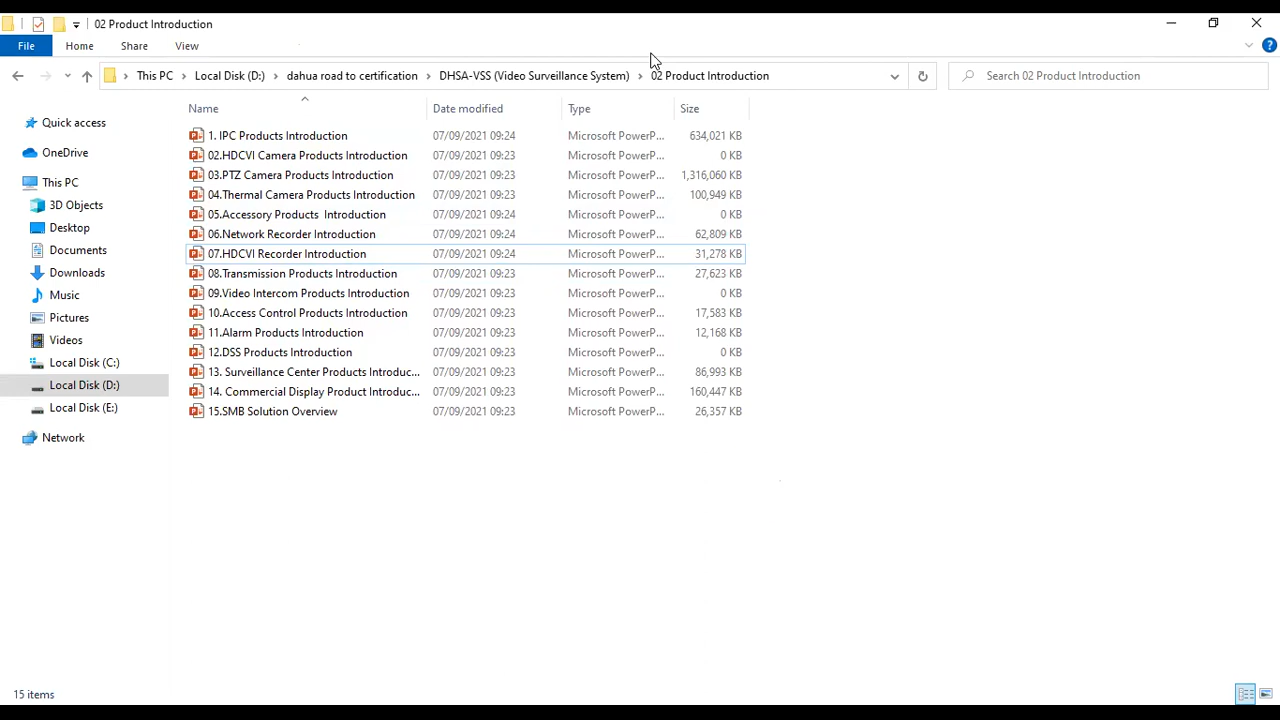 02 Product Introduction
File Home Share View
This PC Local Disk (D:) dahua road to certification DHSA-VSS (Video Surveillance System) 02 Product Introduction Search 02 Product Introduction
Name Date modified Type Size
Quick access
OneDrive
This PC
3D Objects
Desktop
Documents
Downloads
Music
Pictures
Videos
Local Disk (C:)
Local Disk (D:)
Local Disk (E:)
Network
1. IPC Products Introduction 07/09/2021 09:24 Microsoft PowerP... 634,021 KB
02.HDCVI Camera Products Introduction 07/09/2021 09:23 Microsoft PowerP... 0 KB
03.PTZ Camera Products Introduction 07/09/2021 09:23 Microsoft PowerP... 1,316,060 KB
04.Thermal Camera Products Introduction 07/09/2021 09:23 Microsoft PowerP... 100,949 KB
05.Accessory Products  Introduction 07/09/2021 09:24 Microsoft PowerP... 0 KB
06.Network Recorder Introduction 07/09/2021 09:24 Microsoft PowerP... 62,809 KB
07.HDCVI Recorder Introduction 07/09/2021 09:24 Microsoft PowerP... 31,278 KB
08.Transmission Products Introduction 07/09/2021 09:23 Microsoft PowerP... 27,623 KB
09.Video Intercom Products Introduction 07/09/2021 09:23 Microsoft PowerP... 0 KB
10.Access Control Products Introduction 07/09/2021 09:23 Microsoft PowerP... 17,583 KB
11.Alarm Products Introduction 07/09/2021 09:23 Microsoft PowerP... 12,168 KB
12.DSS Products Introduction 07/09/2021 09:23 Microsoft PowerP... 0 KB
13. Surveillance Center Products Introduc... 07/09/2021 09:23 Microsoft PowerP... 86,993 KB
14. Commercial Display Product Introduc... 07/09/2021 09:23 Microsoft PowerP... 160,447 KB
15.SMB Solution Overview 07/09/2021 09:23 Microsoft PowerP... 26,357 KB
15 items